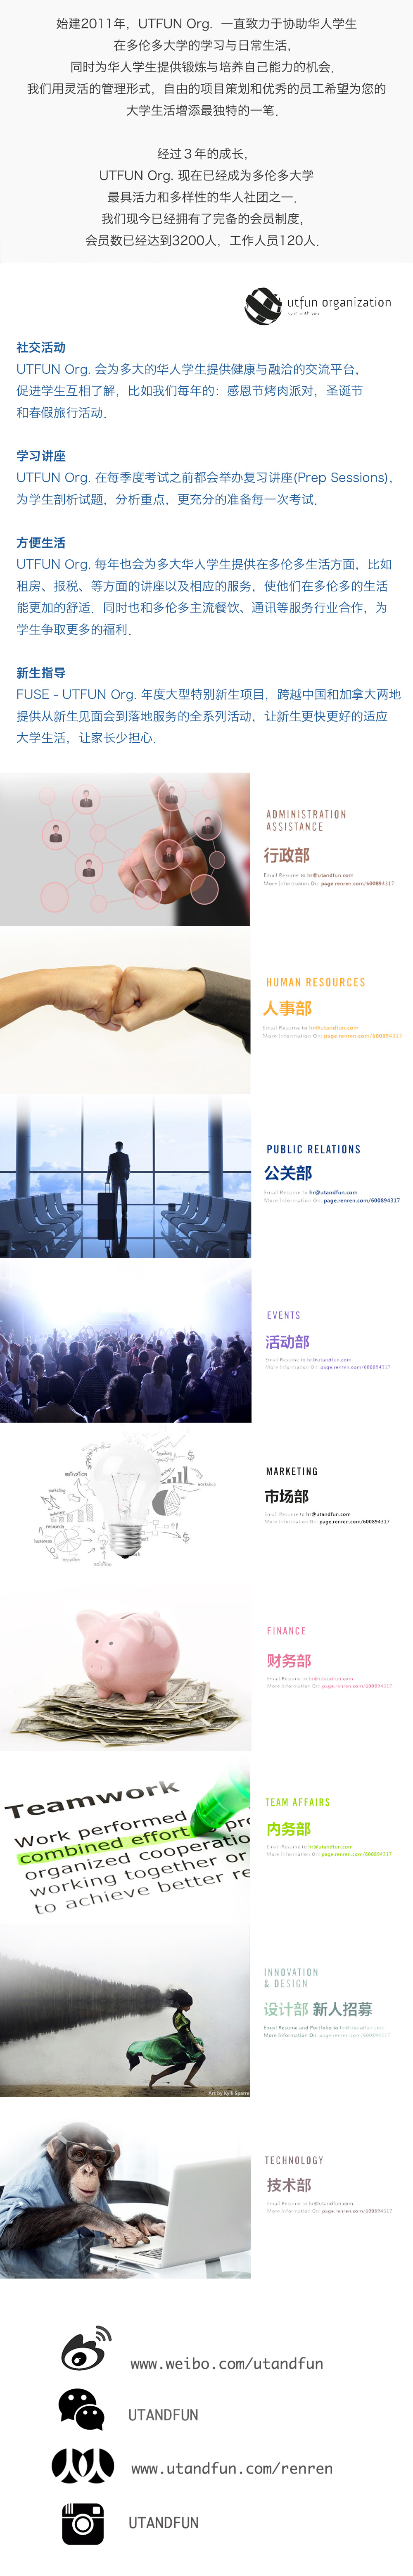 始建2011年，UTFUN Org. 一直致力于协助华人学生
在多伦多大学的学习与日常生活，
同时为华人学生提供锻炼与培养自己能力的机会．
我们用灵活的管理形式，自由的项目策划和优秀的员工希望为您的
大学生活增添最独特的一笔．
经过３年的成长，
UTFUN Org. 现在已经成为多伦多大学
最具活力和多样性的华人社团之一．
我们现今已经拥有了完备的会员制度，
会员数已经达到3200人，工作人员120人．
utfun organization
社交活动
UTFUN Org. 会为多大的华人学生提供健康与融洽的交流平台，
促进学生互相了解，比如我们每年的：感恩节烤肉派对，圣诞节
和春假旅行活动．
学习讲座
UTFUN Org. 在每季度考试之前都会举办复习讲座(Prep Sessions)，
为学生剖析试题，分析重点，更充分的准备每一次考试．
方便生活
UTFUN Org. 每年也会为多大华人学生提供在多伦多生活方面，比如
租房、报税、等方面的讲座以及相应的服务，使他们在多伦多的生活
能更加的舒适．同时也和多伦多主流餐饮、通讯等服务行业合作，为
学生争取更多的福利．
新生指导
FUSE - UTFUN Org. 年度大型特别新生项目，跨越中国和加拿大两地
提供从新生见面会到落地服务的全系列活动，让新生更快更好的适应
大学生活，让家长少担心．
ADMINISTRATION
ASSISTANCE
行政部
Email Resume to hr@utandfun.com
More Information On: page.renren.com/600894317
HUMAN RESOURCES
人事部
Email Resume to hr@utandfun.com
More Information On: page.renren.com/600894317
PUBLIC RELATIONS
公关部
Email Resume to hr@utandfun.com
More Information On: page.renren.com/600894317
EVENTS
活动部
Email Resume to hr@utandfun.com
More Information On: page.renren.com/600894317
motivation
marketing
research
business
innovation
workshop
MARKETING
市场部
Email Resume to hr@utandfun.com
More Information On: page.renren.com/600894317
FINANCE
财务部
Email Resume to hr@utandfun.com
More Information On: page.renren.com/600894317
Teamwork
Work performed
combined effort
organized cooperation
working together or
to achieve better re
TEAM AFFAIRS
内务部
Email Resume to hr@utandfun.com
More Information On: page.renren.com/600894317
Art by Kylli Sparre
INNOVATION
& DESIGN
设计部 新人招募
Email Resume and Portfolio to hr@utandfun.com
More Information On: page.renren.com/600894317
TECHNOLOGY
技术部
Email Resume to hr@utandfun.com
More Information On: page.renren.com/600894317
www.weibo.com/utandfun
UTANDFUN
www.utandfun.com/renren
UTANDFUN